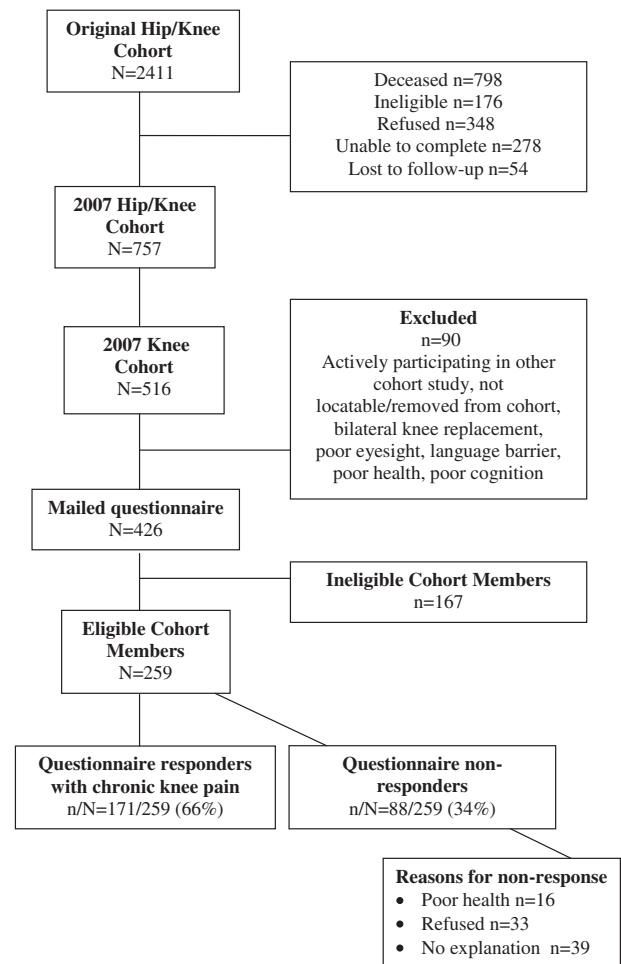 Original Hip/Knee
Cohort
N=2411
Deceased n=798
Ineligible n=176
Refused n=348
Unable to complete n=278
Lost to follow-up n=54
2007 Hip/Knee
Cohort
N=757
2007 Knee
Cohort
N=516
Excluded
n=90
Actively participating in other
cohort study, not
locatable/removed from cohort,
bilateral knee replacement,
poor eyesight, language barrier,
poor health, poor cognition
Mailed questionnaire
N=426
Ineligible Cohort Members
n=167
Eligible Cohort
Members
N=259
Questionnaire responders
with chronic knee pain
n/N=171/259 (66%)
Questionnaire non-
responders
n/N=88/259 (34%)
Reasons for non-response
• Poor health n=16
• Refused n=33
• No explanation n=39